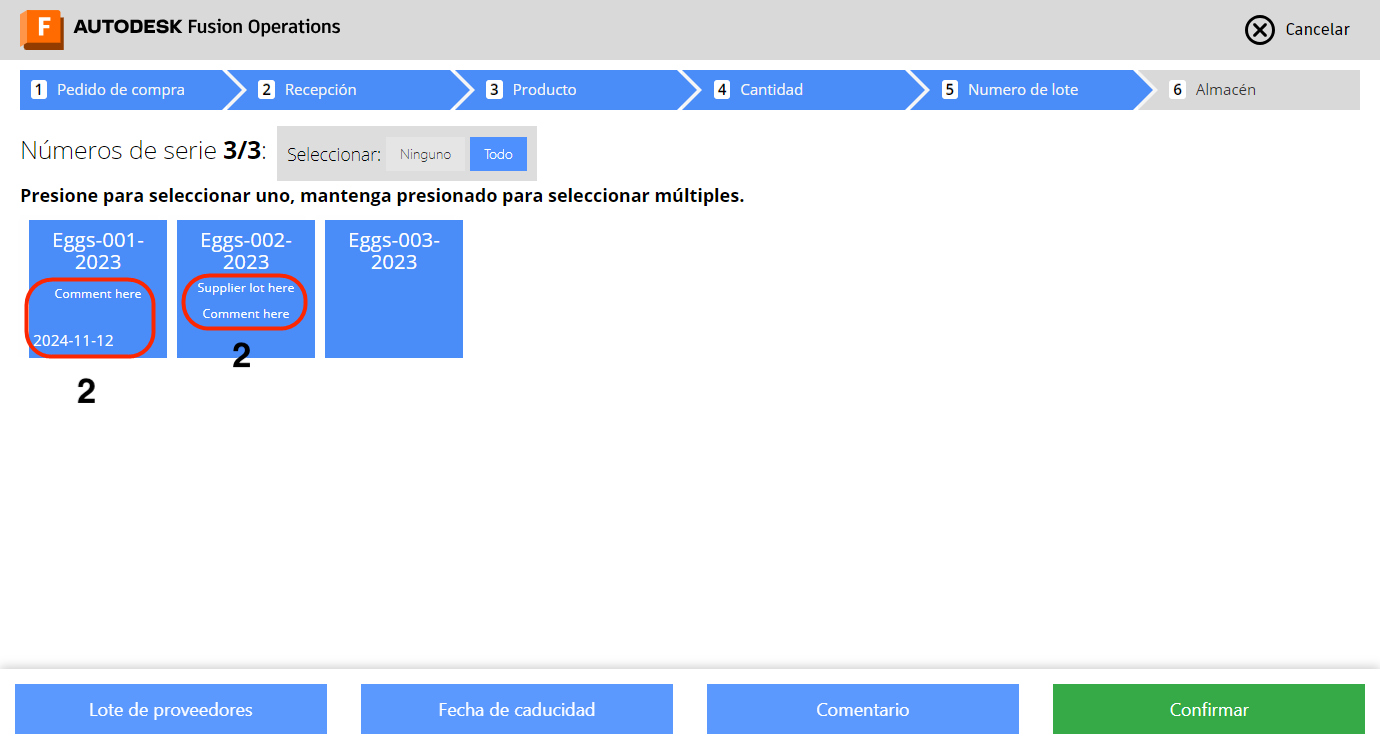 F AUTODESK Fusion Operations
Cancelar
1 Pedido de compra
2 Recepción
3 Producto
4 Cantidad
5 Numero de lote
6 Almacén
Números de serie 3/3:
Seleccionar: Ninguno Todo
Presione para seleccionar uno, mantenga presionado para seleccionar múltiples.
Eggs-001-
2023
Comment here
2024-11-12
2
Eggs-002-
2023
Supplier lot here
Comment here
2
Eggs-003-
2023
Lote de proveedores
Fecha de caducidad
Comentario
Confirmar